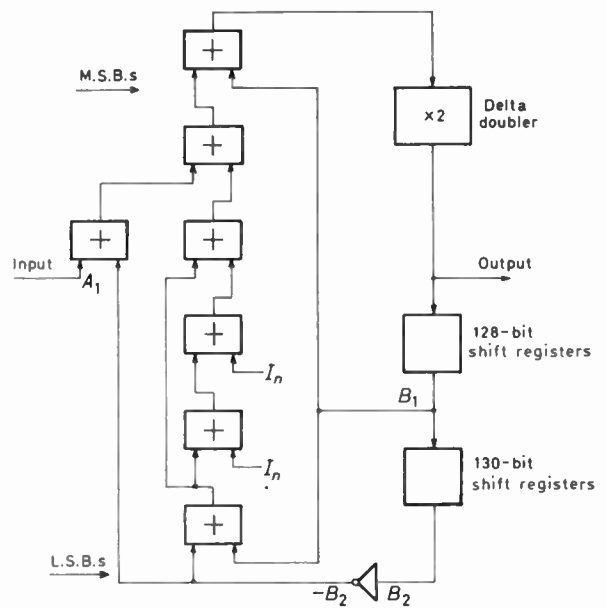 +
M.S.B.s
×2
Delta
doubler
+
+
+
Input
A₁
Output
+
128-bit
shift registers
Iₙ
B₁
+
130-bit
shift registers
Iₙ
+
L.S.B.s
-B₂
B₂